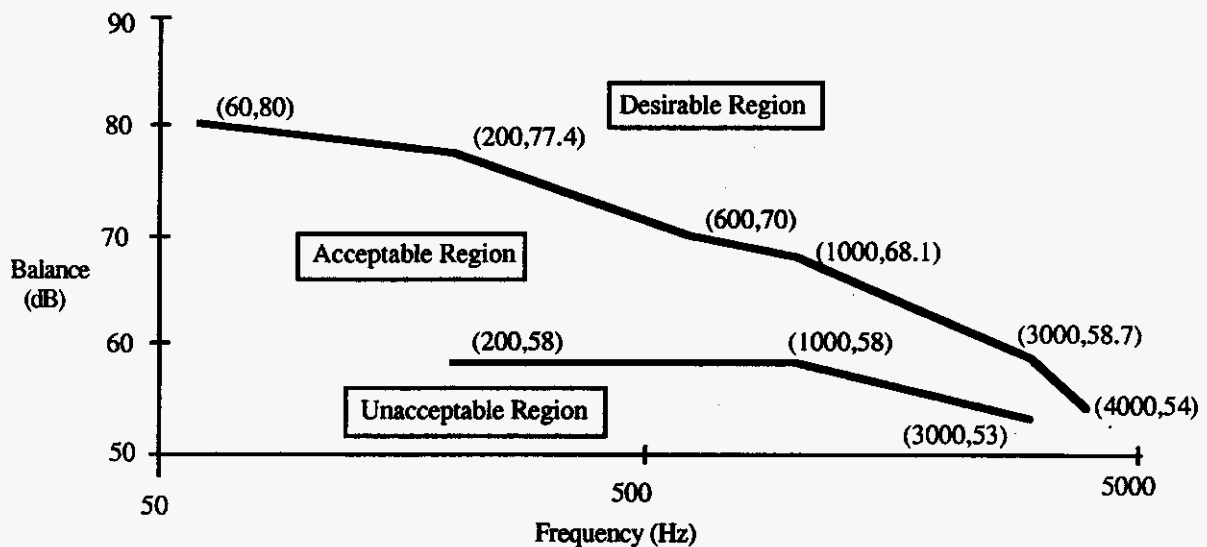 90
Desirable Region
(60,80)
80
(200,77.4)
(600,70)
70
Acceptable Region
(1000,68.1)
Balance
(dB)
60
(200,58)
(1000,58)
(3000,58.7)
Unacceptable Region
(4000,54)
(3000,53)
50
50
500
5000
Frequency (Hz)